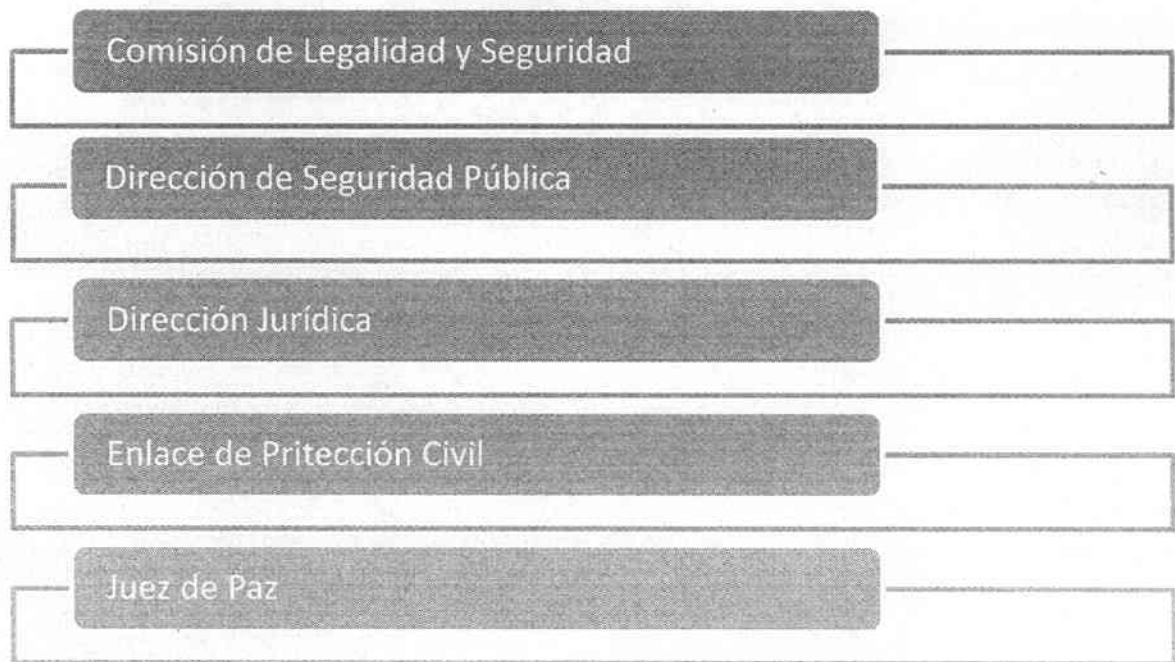 Comisión de Legalidad y Seguridad
Dirección de Seguridad Pública
Dirección Jurídica
Enlace de Pritección Civil
Juez de Paz